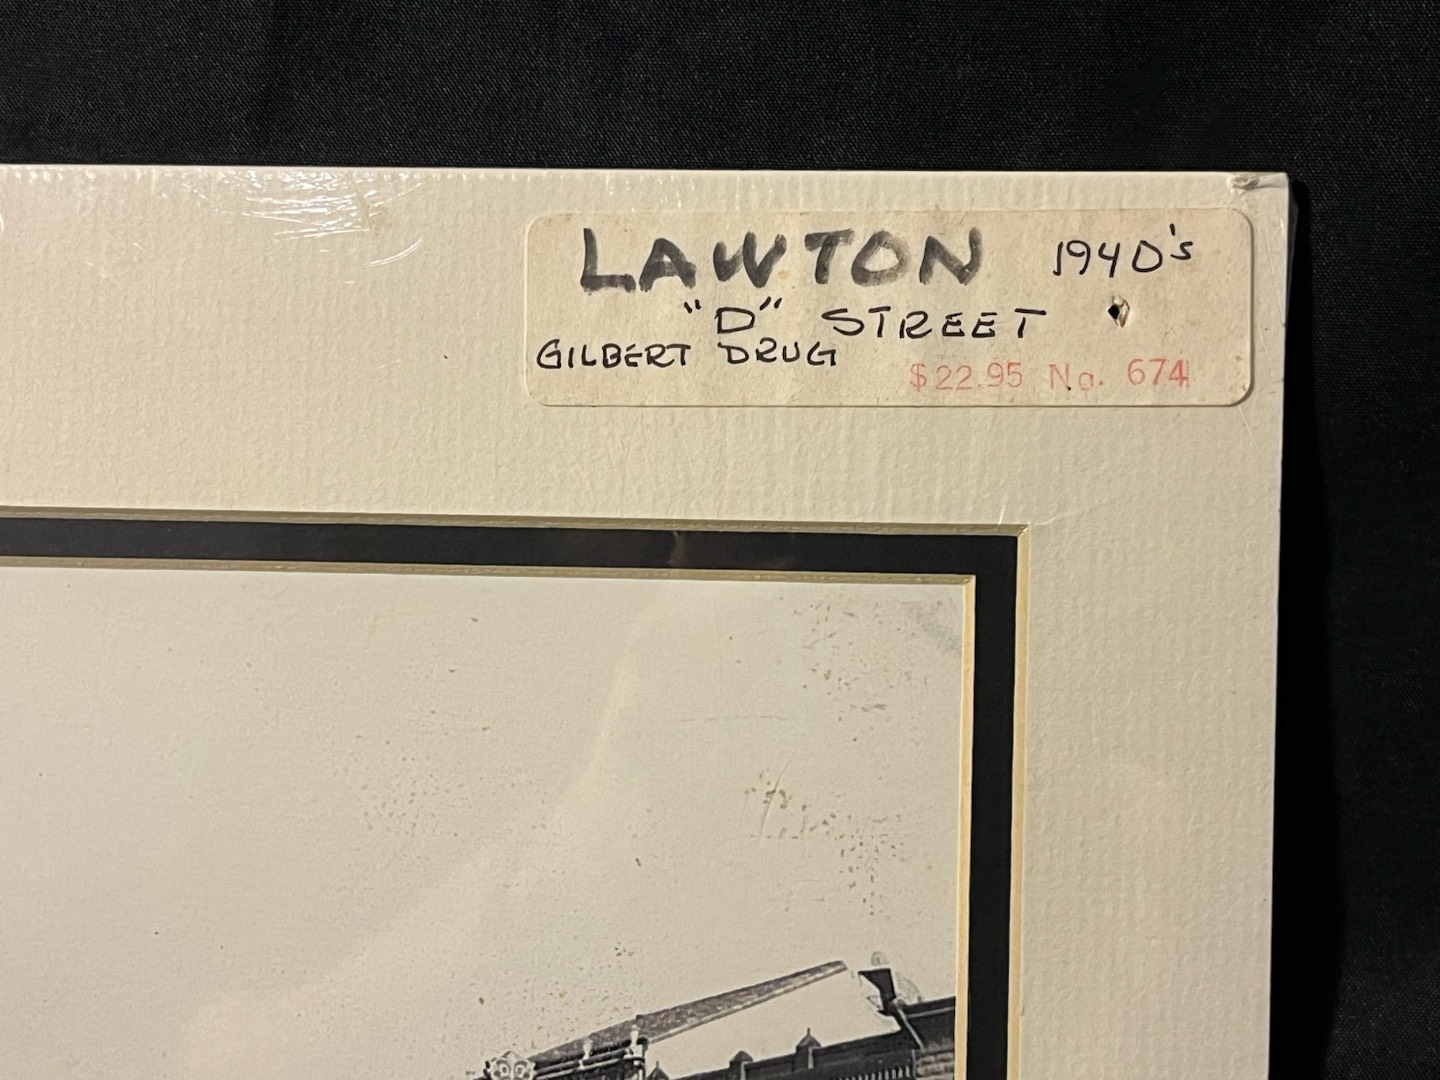 LAWTON 1940's
"D" STREET
GILBERT DRUG
$22.95 No. 674